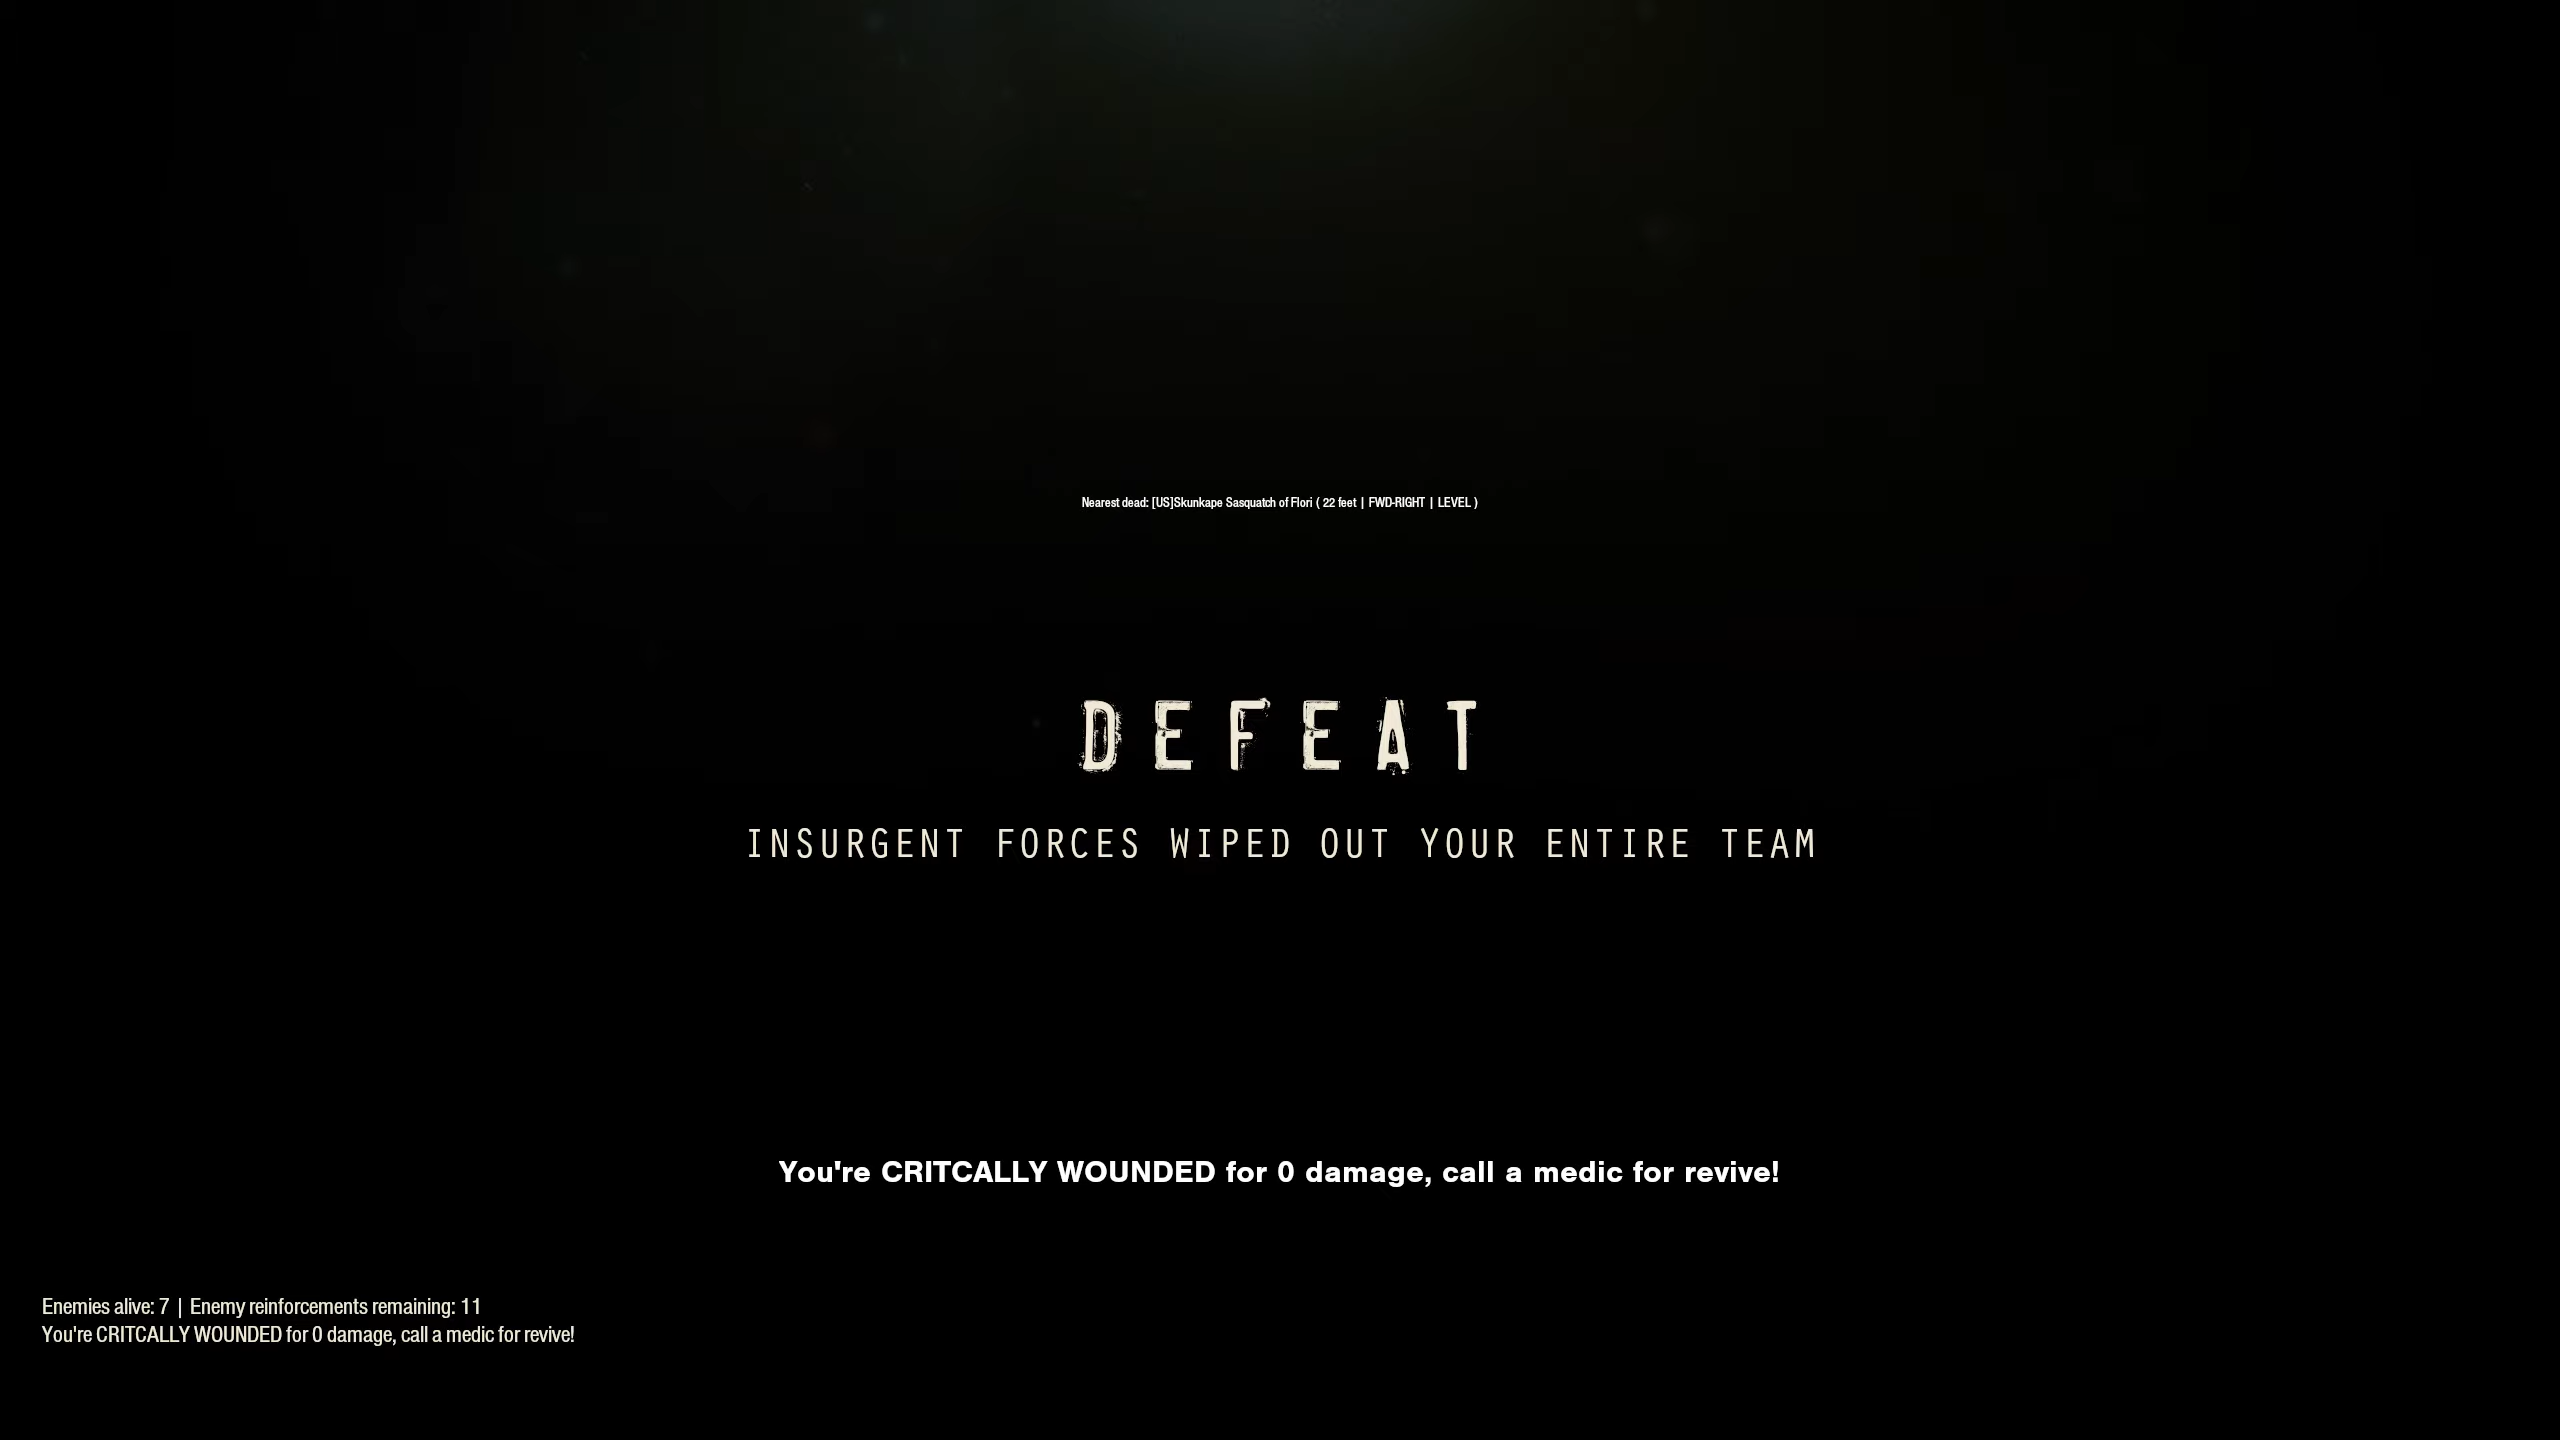 Nearest dead: [US]Skunkape Sasquatch of Flori ( 22 feet | FWD-RIGHT | LEVEL )
DEFEAT
INSURGENT FORCES WIPED OUT YOUR ENTIRE TEAM
You're CRITCALLY WOUNDED for 0 damage, call a medic for revive!
Enemies alive: 7 | Enemy reinforcements remaining: 11
You're CRITCALLY WOUNDED for 0 damage, call a medic for revive!